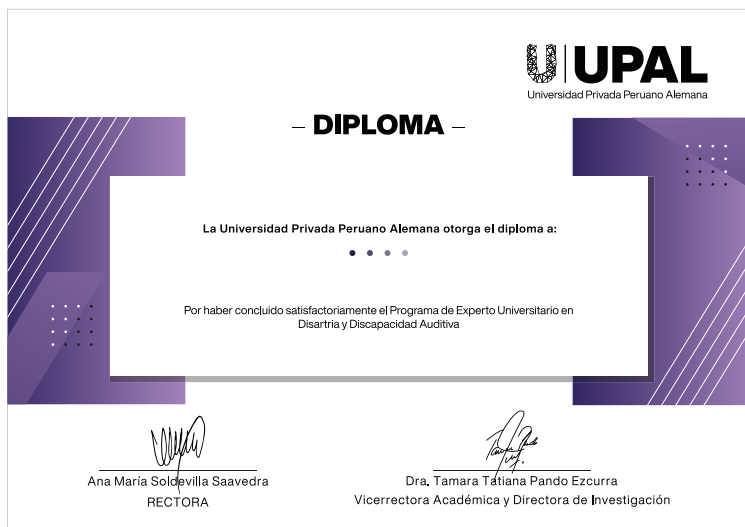 UPAL
Universidad Privada Peruano Alemana
– DIPLOMA –
La Universidad Privada Peruano Alemana otorga el diploma a:
Por haber concluido satisfactoriamente el Programa de Experto Universitario en
Disartria y Discapacidad Auditiva
Ana María Soldevilla Saavedra
RECTORA
Dra. Tamara Tatiana Pando Ezcurra
Vicerrectora Académica y Directora de Investigación